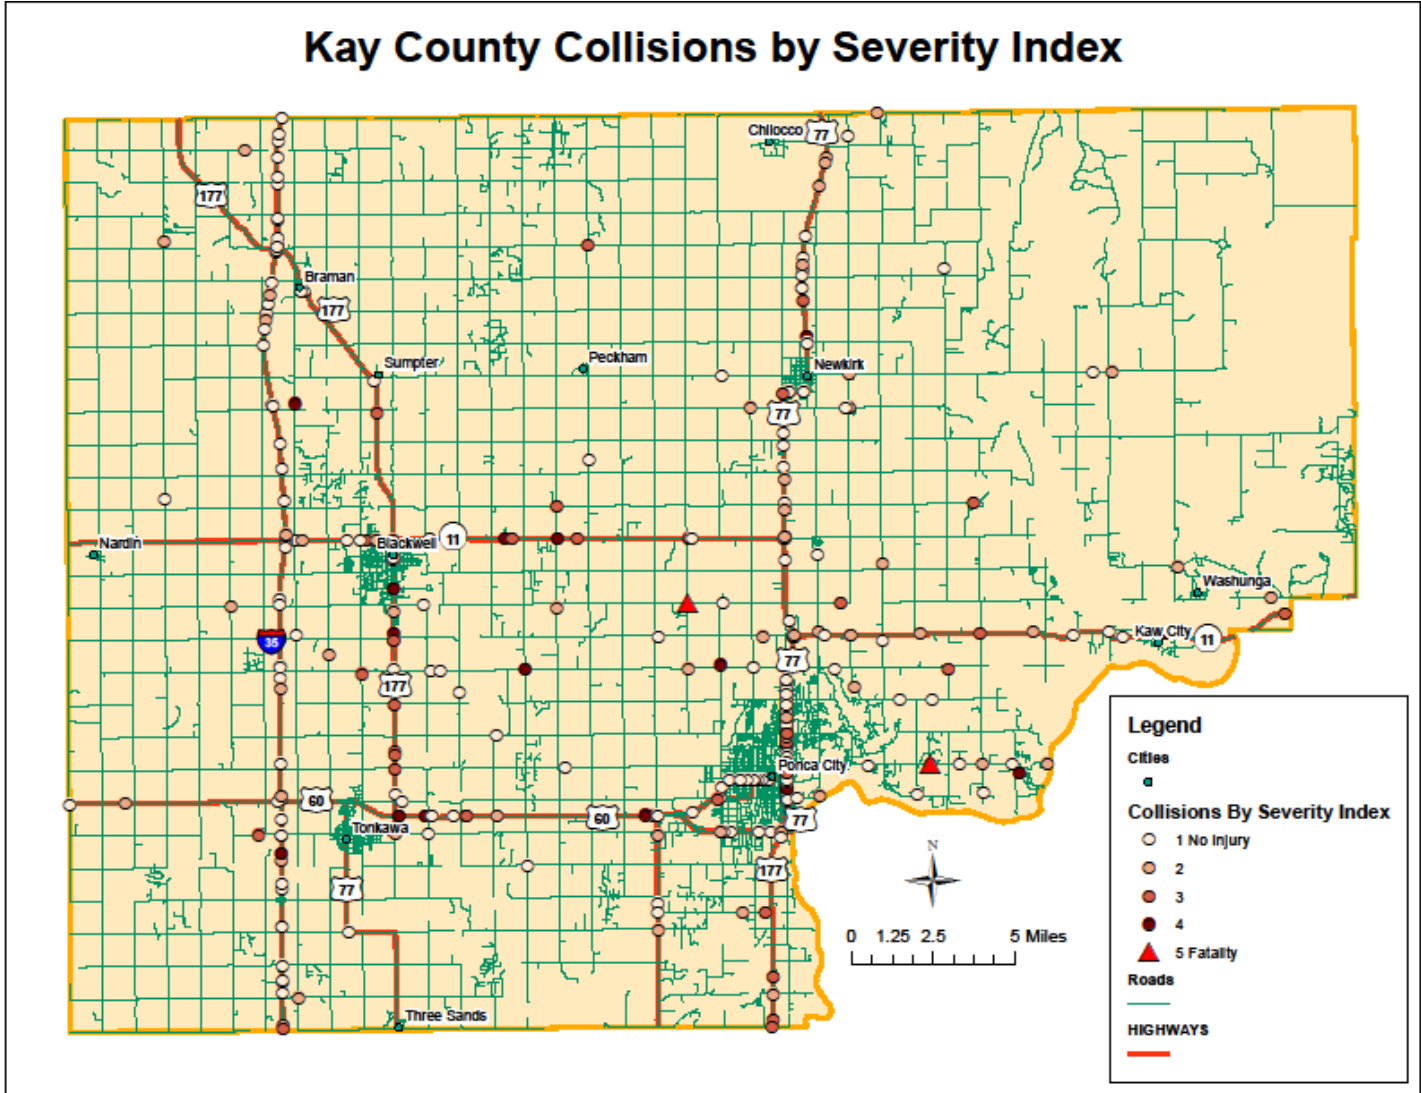 Kay County Collisions by Severity Index
Chilocco
77
177
Braman
177
Sumpter
Peckham
Newkirk
77
Nardin
Blackwell
11
Washunga
35
Kaw City
11
77
177
Ponca City
60
60
77
Tonkawa
177
77
Three Sands
N
0 1.25 2.5 5 Miles
Legend
Cities
Collisions By Severity Index
1 No Injury
2
3
4
5 Fatality
Roads
HIGHWAYS